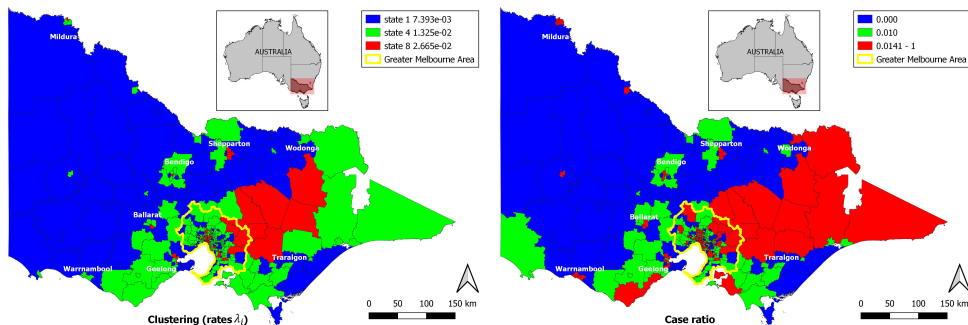 state 1 7.393e-03
state 4 1.325e-02
state 8 2.665e-02
Greater Melbourne Area
AUSTRALIA
Mildura
Shepparton
Wodonga
Bendigo
Ballarat
Warrnambool
Geelong
Traralgon
0 50 100 150 km
Clustering (rates λi)
0.000
0.010
0.0141 - 1
Greater Melbourne Area
AUSTRALIA
Mildura
Shepparton
Wodonga
Bendigo
Ballarat
Warrnambool
Geelong
Traralgon
0 50 100 150 km
Case ratio